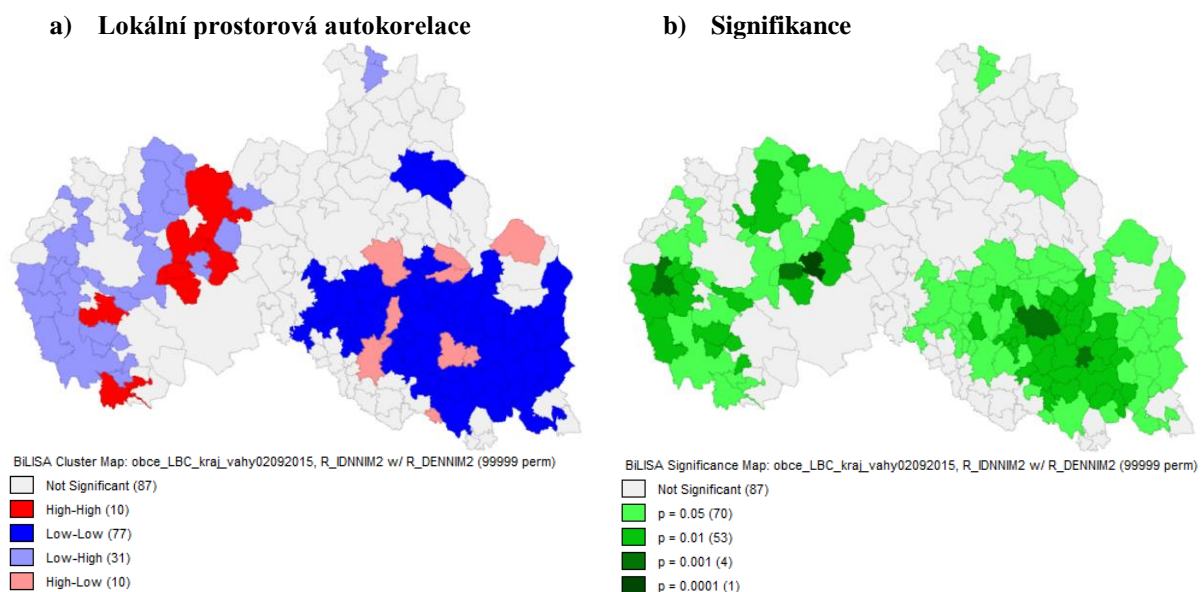 a) Lokální prostorová autokorelace
b) Signifikance
BiLISA Cluster Map: obce_LBC_kraj_vahy02092015, R_IDNNIM2 w/ R_DENNIM2 (99999 perm)
Not Significant (87)
High-High (10)
Low-Low (77)
Low-High (31)
High-Low (10)
BiLISA Significance Map: obce_LBC_kraj_vahy02092015, R_IDNNIM2 w/ R_DENNIM2 (99999 perm)
Not Significant (87)
p = 0.05 (70)
p = 0.01 (53)
p = 0.001 (4)
p = 0.0001 (1)